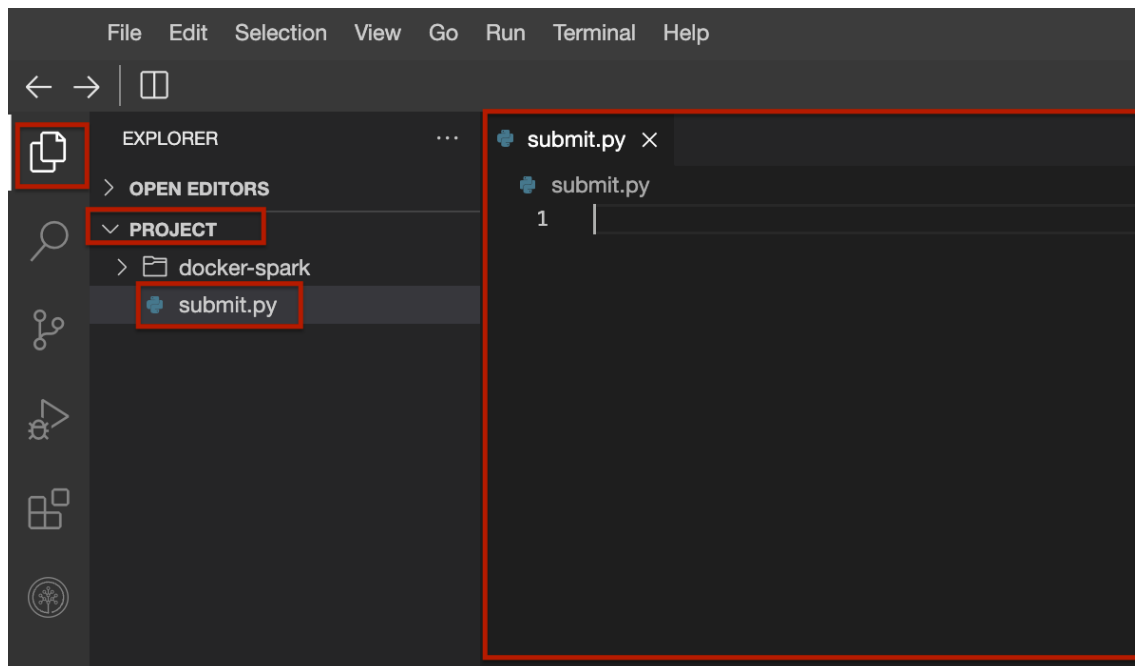 File Edit Selection View Go Run Terminal Help
EXPLORER
OPEN EDITORS
PROJECT
docker-spark
submit.py
submit.py
submit.py
1